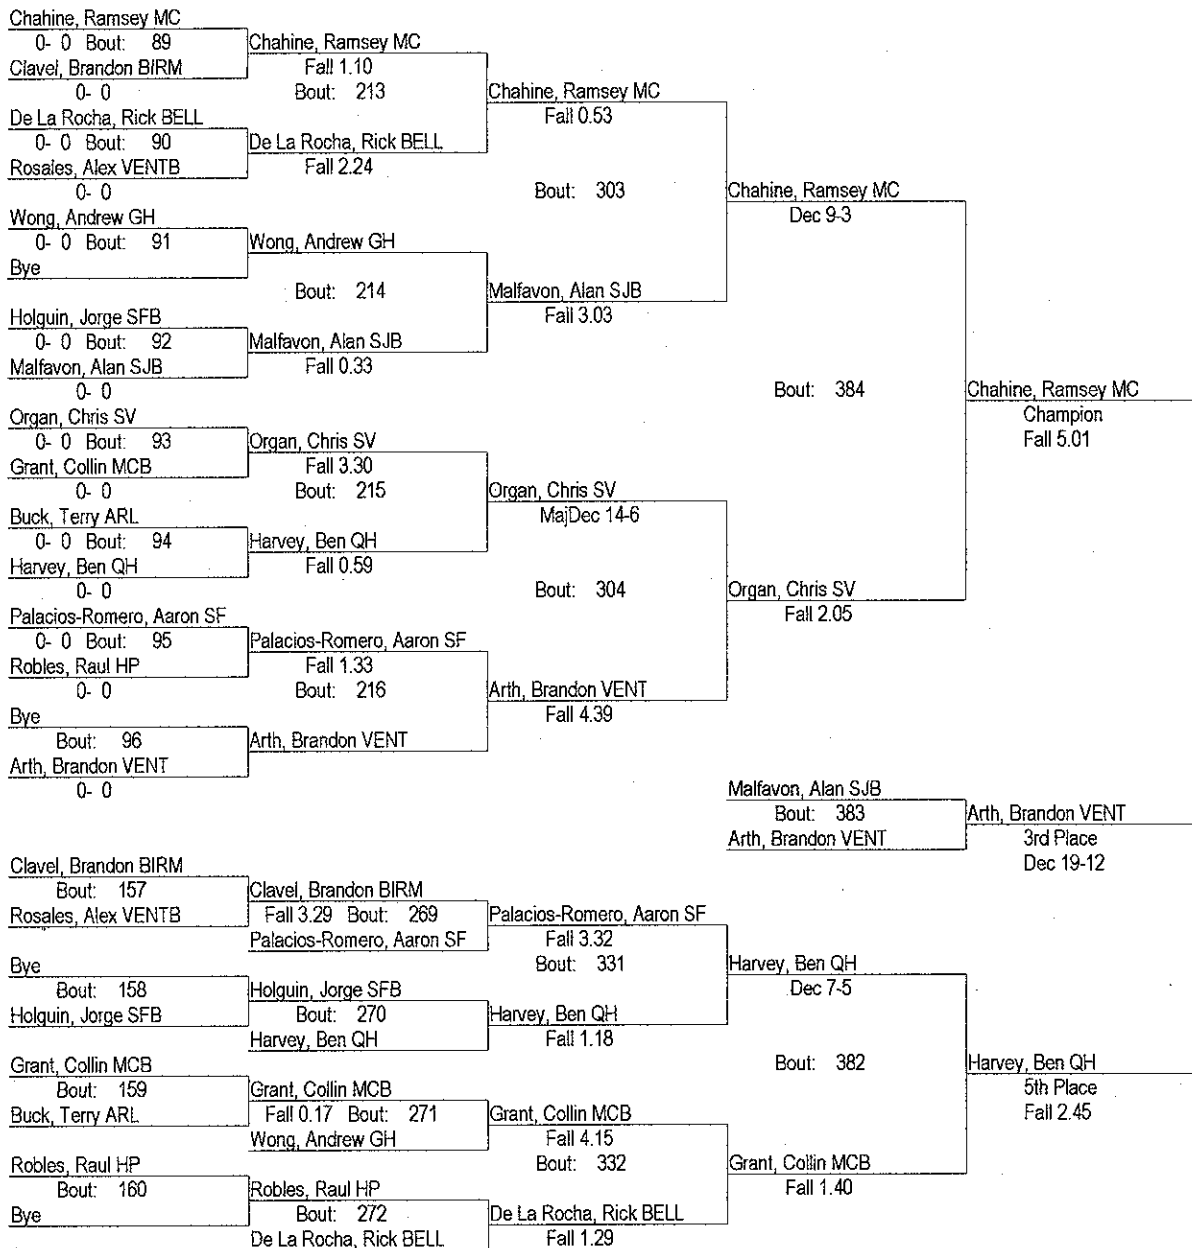 Chahine, Ramsey MC
0- 0 Bout: 89
Clavel, Brandon BIRM
0- 0
De La Rocha, Rick BELL
0- 0 Bout: 90
Rosales, Alex VENTB
0- 0
Wong, Andrew GH
0- 0 Bout: 91
Bye
Holguin, Jorge SFB
0- 0 Bout: 92
Malfavon, Alan SJB
0- 0
Organ, Chris SV
0- 0 Bout: 93
Grant, Collin MCB
0- 0
Buck, Terry ARL
0- 0 Bout: 94
Harvey, Ben QH
0- 0
Palacios-Romero, Aaron SF
0- 0 Bout: 95
Robles, Raul HP
0- 0
Bye
Bout: 96
Arth, Brandon VENT
0- 0
Chahine, Ramsey MC
Fall 1.10
Bout: 213
De La Rocha, Rick BELL
Fall 2.24
Wong, Andrew GH
Bout: 214
Malfavon, Alan SJB
Fall 0.33
Organ, Chris SV
Fall 3.30
Bout: 215
Harvey, Ben QH
Fall 0.59
Palacios-Romero, Aaron SF
Fall 1.33
Bout: 216
Arth, Brandon VENT
Chahine, Ramsey MC
Fall 0.53
Bout: 303
Malfavon, Alan SJB
Fall 3.03
Organ, Chris SV
MajDec 14-6
Bout: 304
Arth, Brandon VENT
Fall 4.39
Chahine, Ramsey MC
Dec 9-3
Bout: 384
Organ, Chris SV
Fall 2.05
Chahine, Ramsey MC
Champion
Fall 5.01
Malfavon, Alan SJB
Bout: 383
Arth, Brandon VENT
Arth, Brandon VENT
3rd Place
Dec 19-12
Clavel, Brandon BIRM
Bout: 157
Rosales, Alex VENTB
Bye
Bout: 158
Holguin, Jorge SFB
Grant, Collin MCB
Bout: 159
Buck, Terry ARL
Robles, Raul HP
Bout: 160
Bye
Clavel, Brandon BIRM
Fall 3.29 Bout: 269
Palacios-Romero, Aaron SF
Holguin, Jorge SFB
Bout: 270
Harvey, Ben QH
Grant, Collin MCB
Fall 0.17 Bout: 271
Wong, Andrew GH
Robles, Raul HP
Bout: 272
De La Rocha, Rick BELL
Palacios-Romero, Aaron SF
Fall 3.32
Bout: 331
Harvey, Ben QH
Fall 1.18
Grant, Collin MCB
Fall 4.15
Bout: 332
De La Rocha, Rick BELL
Fall 1.29
Harvey, Ben QH
Dec 7-5
Bout: 382
Grant, Collin MCB
Fall 1.40
Harvey, Ben QH
5th Place
Fall 2.45